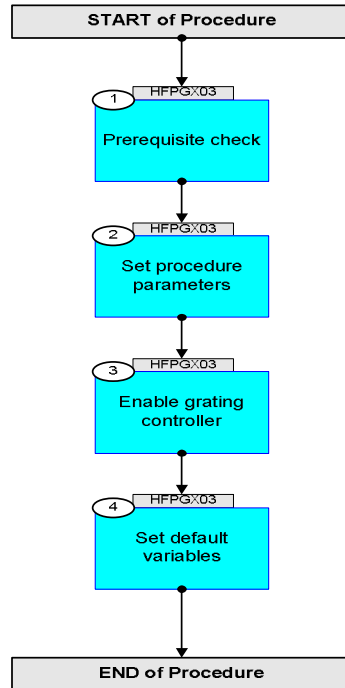 START of Procedure
HFPGX03
1
Prerequisite check
HFPGX03
2
Set procedure
parameters
HFPGX03
3
Enable grating
controller
HFPGX03
4
Set default
variables
END of Procedure